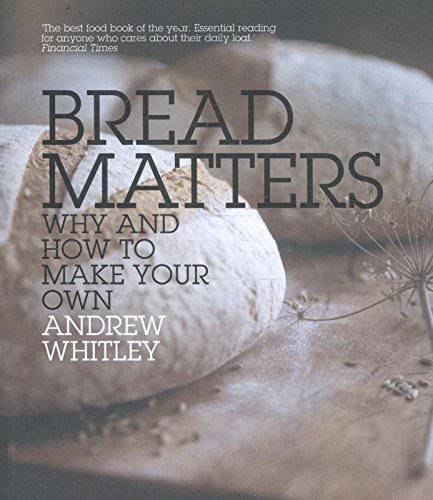 'The best food book of the year. Essential reading
for anyone who cares about their daily loaf.'
Financial Times
BREAD
MATTERS
WHY AND
HOW TO
MAKE YOUR
OWN
ANDREW
WHITLEY